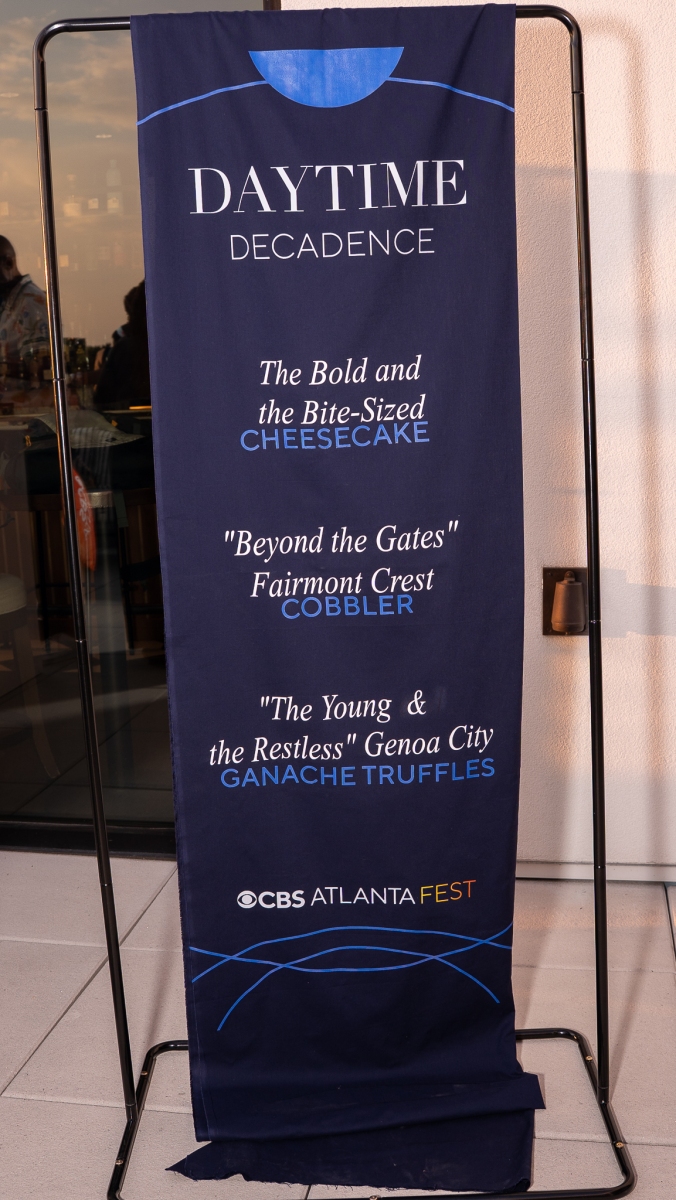 DAYTIME
DECADENCE
The Bold and
the Bite-Sized
CHEESECAKE
"Beyond the Gates"
Fairmont Crest
COBBLER
"The Young &
the Restless" Genoa City
GANACHE TRUFFLES
CBS ATLANTA FEST